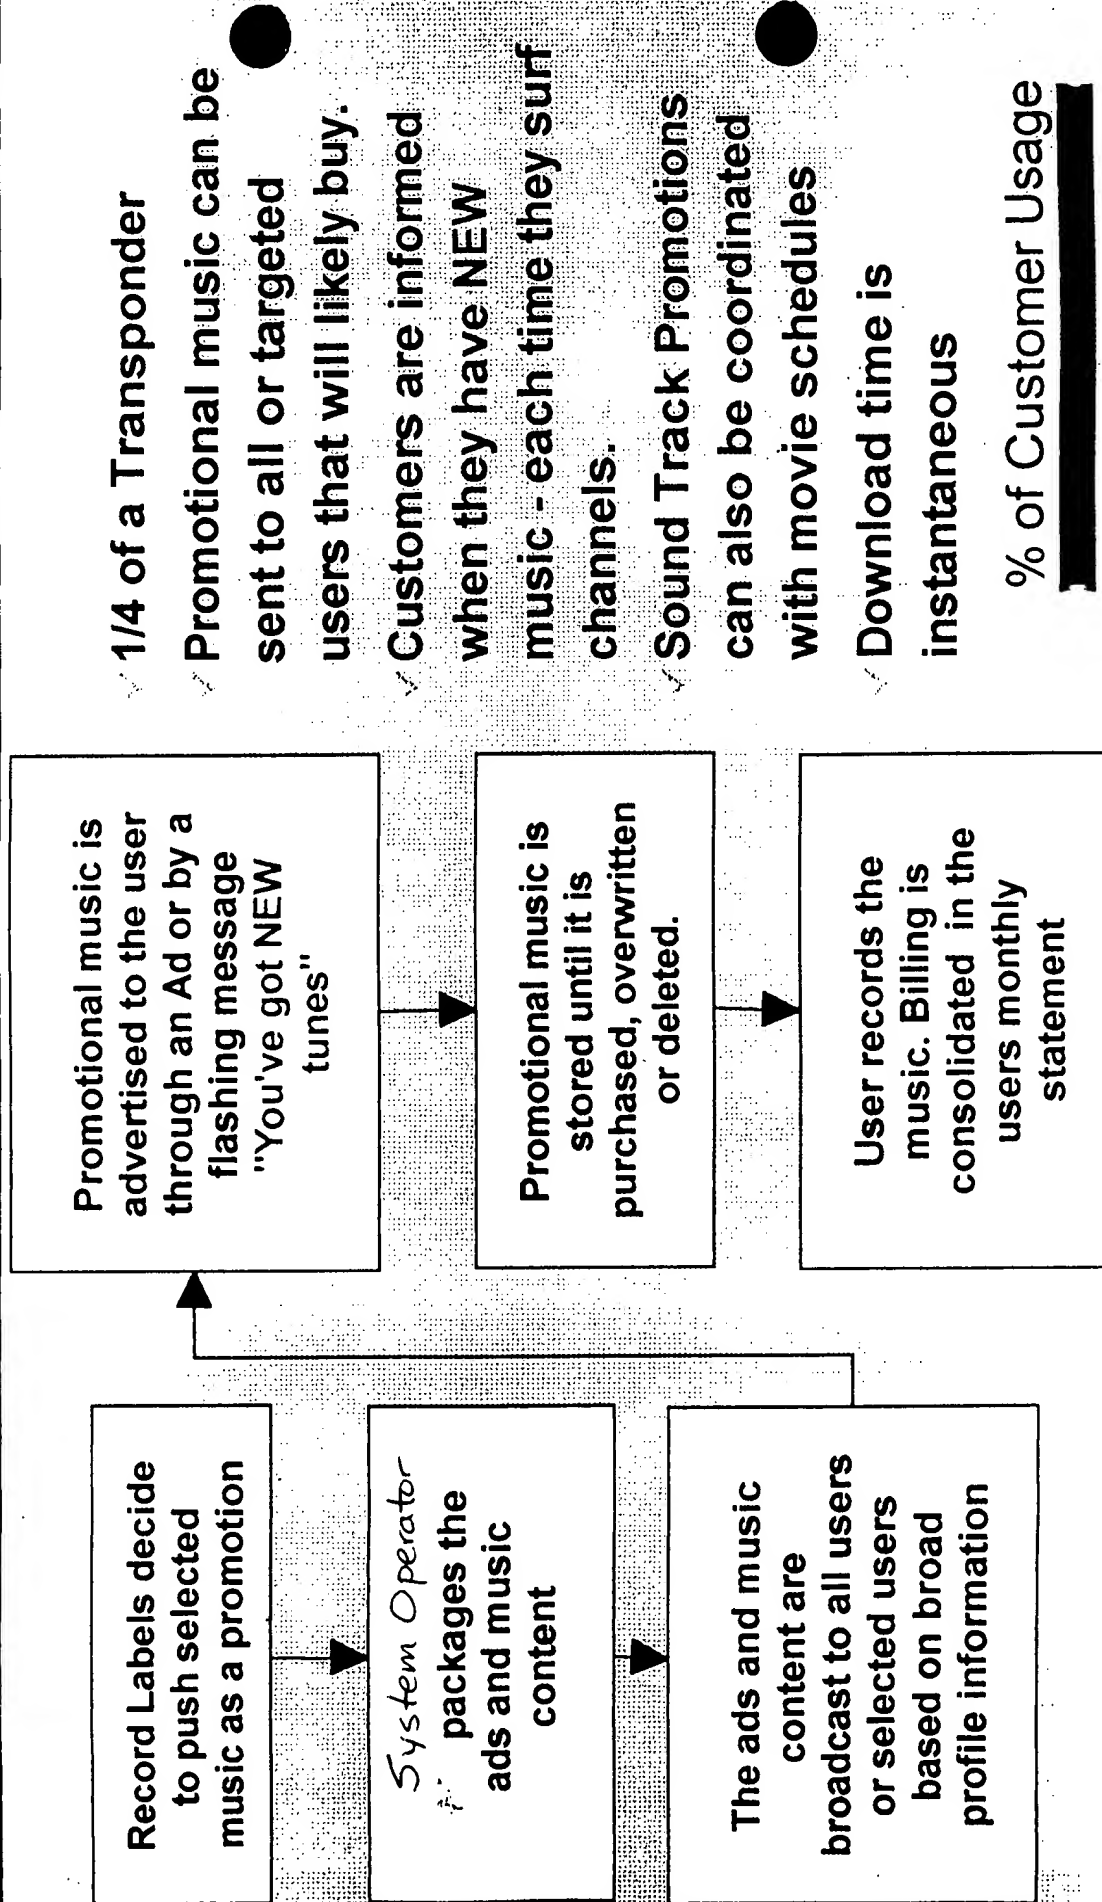 Record Labels decide
to push selected
music as a promotion
System Operator
packages the
ads and music
content
The ads and music
content are
broadcast to all users
or selected users
based on broad
profile information
Promotional music is
advertised to the user
through an Ad or by a
flashing message
"You've got NEW
tunes"
Promotional music is
stored until it is
purchased, overwritten
or deleted.
User records the
music. Billing is
consolidated in the
users monthly
statement
✓ 1/4 of a Transponder
✓ Promotional music can be
sent to all or targeted
users that will likely buy.
✓ Customers are informed
when they have NEW
music - each time they surf
channels.
✓ Sound Track Promotions
can also be coordinated
with movie schedules
✓ Download time is
instantaneous
% of Customer Usage